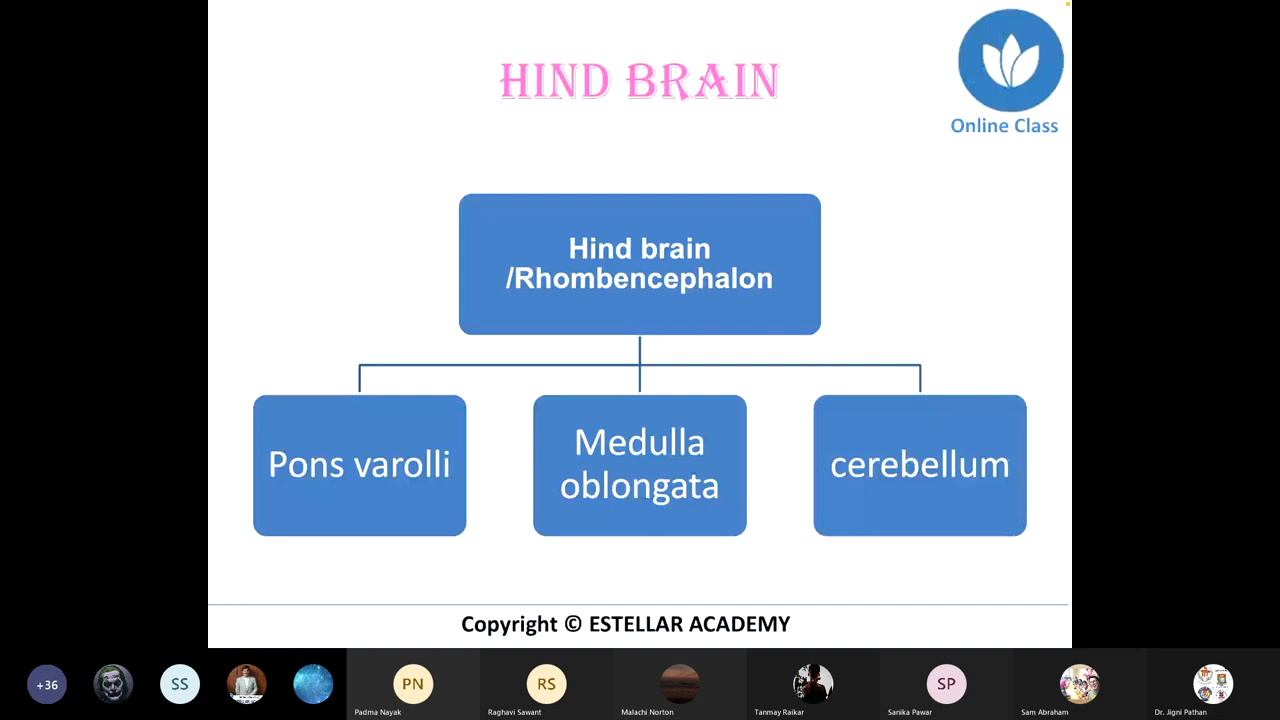 HIND BRAIN
Online Class
Hind brain
/Rhombencephalon
Pons varolli
Medulla
oblongata
cerebellum
Copyright © ESTELLAR ACADEMY
+36
SS
PN
RS
SP
Padma Nayak
Raghavi Sawant
Malachi Norton
Tanmay Raikar
Sanika Pawar
Sam Abraham
Dr. Jigni Pathan